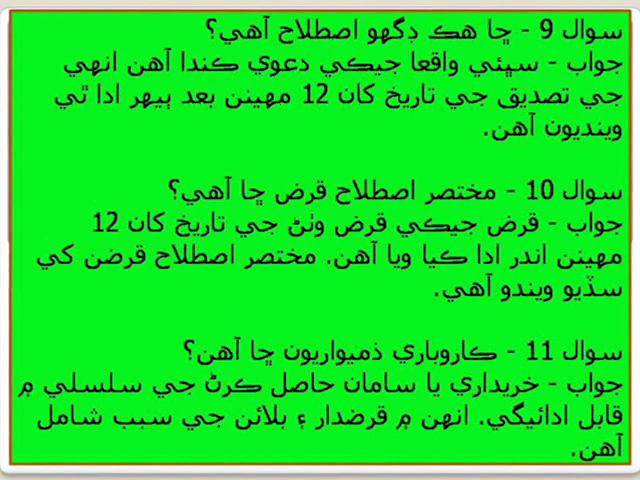 سوال 9 - ڇا هڪ ڊگهو اصطلاح آهي؟
جواب - سڀئي واقعا جيڪي دعوي ڪندا آهن انهي
جي تصديق جي تاريخ کان 12 مهينن بعد ٻيهر ادا ٿي
وينديون آهن.
سوال 10 - مختصر اصطلاح قرض ڇا آهي؟
جواب - قرض جيڪي قرض وٺڻ جي تاريخ کان 12
مهينن اندر ادا ڪيا ويا آهن. مختصر اصطلاح قرضن کي
سڏيو ويندو آهي.
سوال 11 - ڪاروباري ذميواريون ڇا آهن؟
جواب - خريداري يا سامان حاصل ڪرڻ جي سلسلي ۾
قابل ادائيگي. انهن ۾ قرضدار ۽ بلائن جي سبب شامل
آهن.